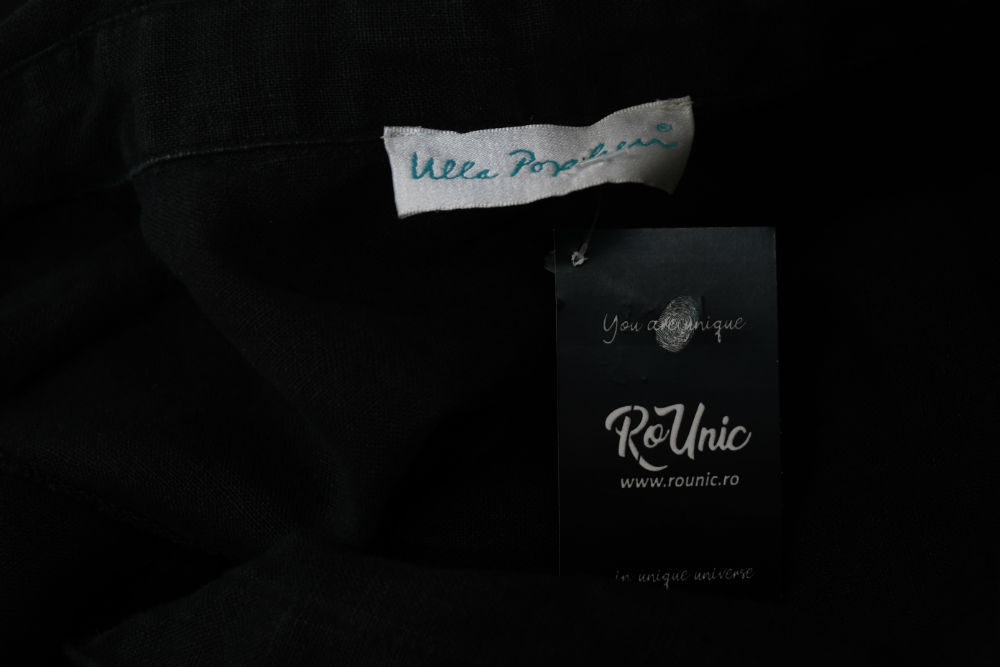 Ulla Popken®
You are unique
RoUnic
www.rounic.ro
in unique universe